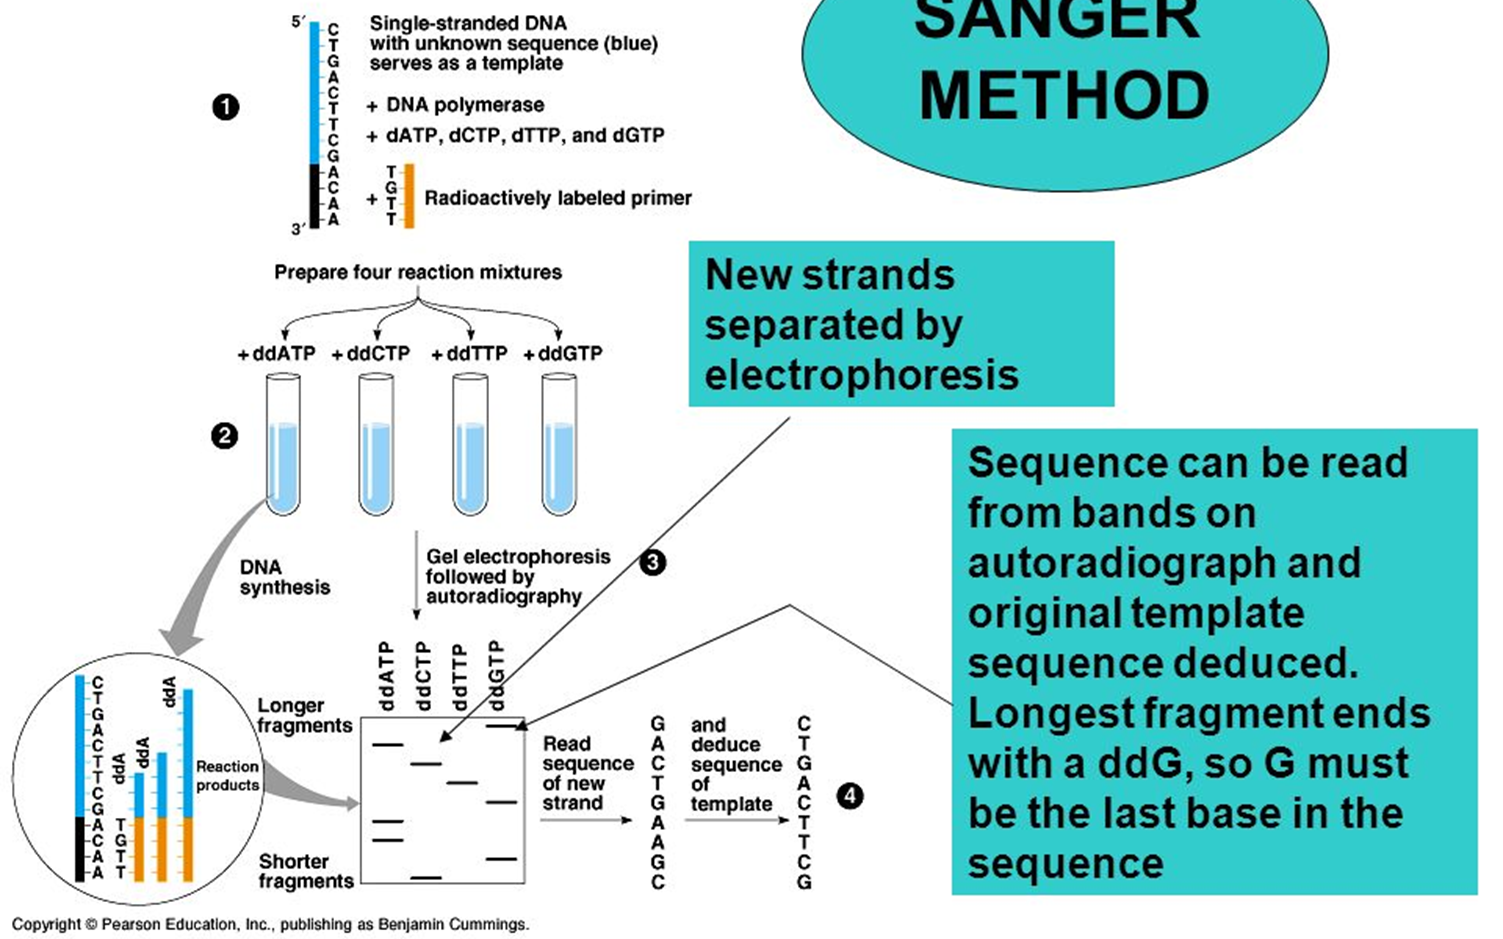 SANGER
METHOD
5′
C
T
G
A
C
T
T
C
G
A
C
A
A
3′
1
Single-stranded DNA
with unknown sequence (blue)
serves as a template
+ DNA polymerase
+ dATP, dCTP, dTTP, and dGTP
+
T
G
T
T
Radioactively labeled primer
Prepare four reaction mixtures
+ ddATP + ddCTP + ddTTP + ddGTP
2
New strands
separated by
electrophoresis
DNA
synthesis
Gel electrophoresis
followed by
autoradiography
3
Sequence can be read
from bands on
autoradiograph and
original template
sequence deduced.
Longest fragment ends
with a ddG, so G must
be the last base in the
sequence
C
T
G
A
C
T
T
C
G
A
C
A
A
ddA
ddA
ddA
T
G
T
T
Reaction
products
ddATP
ddCTP
ddTTP
ddGTP
Longer
fragments
Shorter
fragments
Read
sequence
of new
strand
G
A
C
T
G
A
A
G
C
and
deduce
sequence
of
template
C
T
G
A
C
T
T
C
G
4
Copyright © Pearson Education, Inc., publishing as Benjamin Cummings.